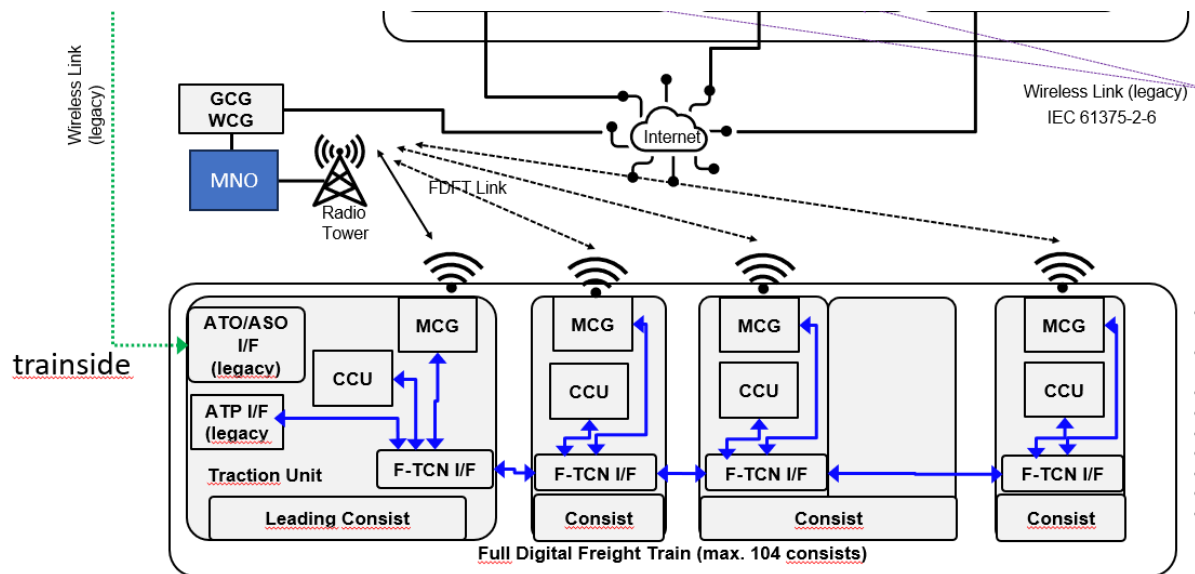 Wireless Link
(legacy)
GCG
WCG
MNO
Radio
Tower
Internet
Wireless Link (legacy)
IEC 61375-2-6
FDFT Link
trainside
ATO/ASO
I/F
(legacy)
MCG
CCU
ATP I/F
(legacy
F-TCN I/F
Traction Unit
Leading Consist
MCG
CCU
F-TCN I/F
Consist
MCG
CCU
F-TCN I/F
Consist
MCG
CCU
F-TCN I/F
Consist
Full Digital Freight Train (max. 104 consists)